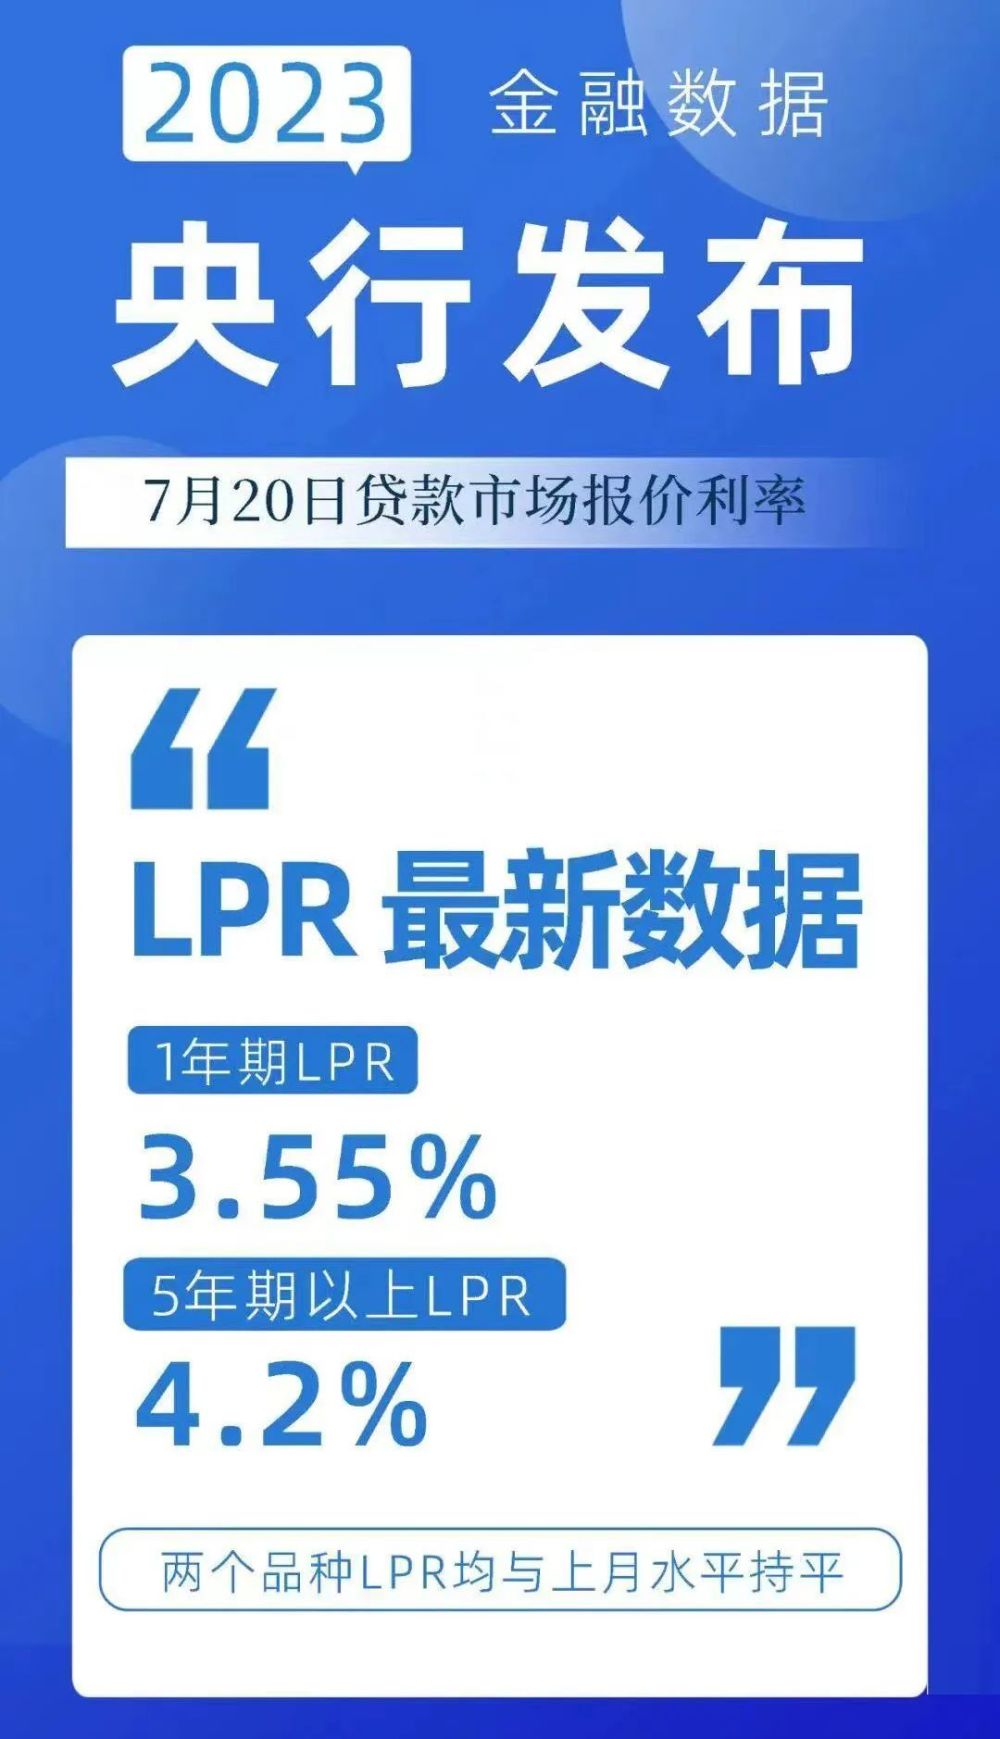 2023 金融数据
央行发布
7月20日贷款市场报价利率
“
LPR 最新数据
1年期LPR
3.55%
5年期以上LPR
4.2%
”
两个品种LPR均与上月水平持平